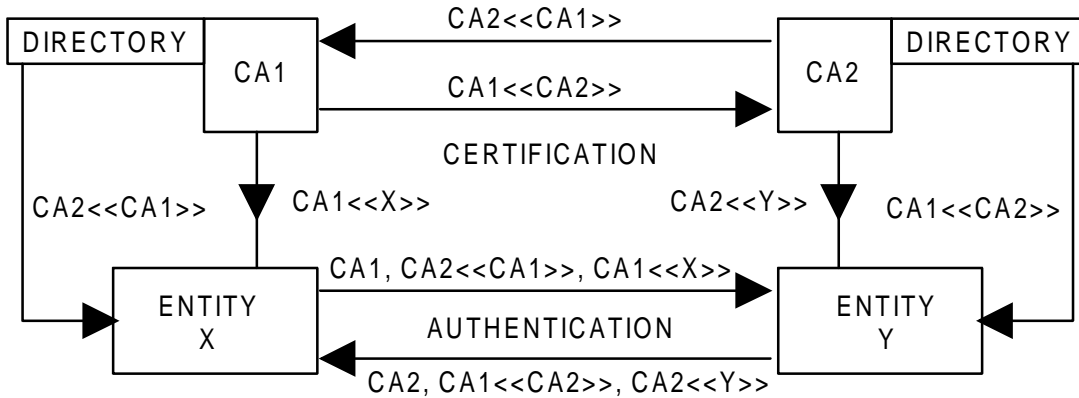 CA2<<CA1>>
DIRECTORY
CA1
CA2
DIRECTORY
CA1<<CA2>>
CERTIFICATION
CA2<<CA1>>
CA1<<X>>
CA2<<Y>>
CA1<<CA2>>
CA1, CA2<<CA1>>, CA1<<X>>
ENTITY
X
ENTITY
Y
AUTHENTICATION
CA2, CA1<<CA2>>, CA2<<Y>>